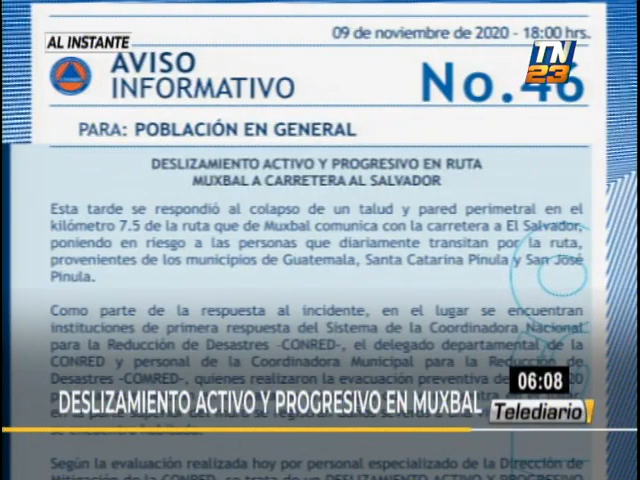 09 de noviembre de 2020 - 18:00 hrs.
AL INSTANTE
TN
23
AVISO
INFORMATIVO
No.46
PARA: POBLACIÓN EN GENERAL
DESLIZAMIENTO ACTIVO Y PROGRESIVO EN RUTA
MUXBAL A CARRETERA AL SALVADOR
Esta tarde se respondió al colapso de un talud y pared perimetral en el
kilómetro 7.5 de la ruta que de Muxbal comunica con la carretera a El Salvador,
poniendo en riesgo a las personas que diariamente transitan por la ruta,
provenientes de los municipios de Guatemala, Santa Catarina Pinula y San José
Pinula.
Como parte de la respuesta al incidente, en el lugar se encuentran
instituciones de primera respuesta del Sistema de la Coordinadora Nacional
para la Reducción de Desastres -CONRED-, el delegado departamental de la
CONRED y personal de la Coordinadora Municipal para la Reducción de
Desastres -COMRED-, quienes realizaron la evacuación preventiva de 20
06:08
DESLIZAMIENTO ACTIVO Y PROGRESIVO EN MUXBAL
Telediario
Según la evaluación realizada hoy por personal especializado de la Dirección de
Mitigación de la CONRED, se trata de un DESLIZAMIENTO ACTIVO Y PROGRESIVO